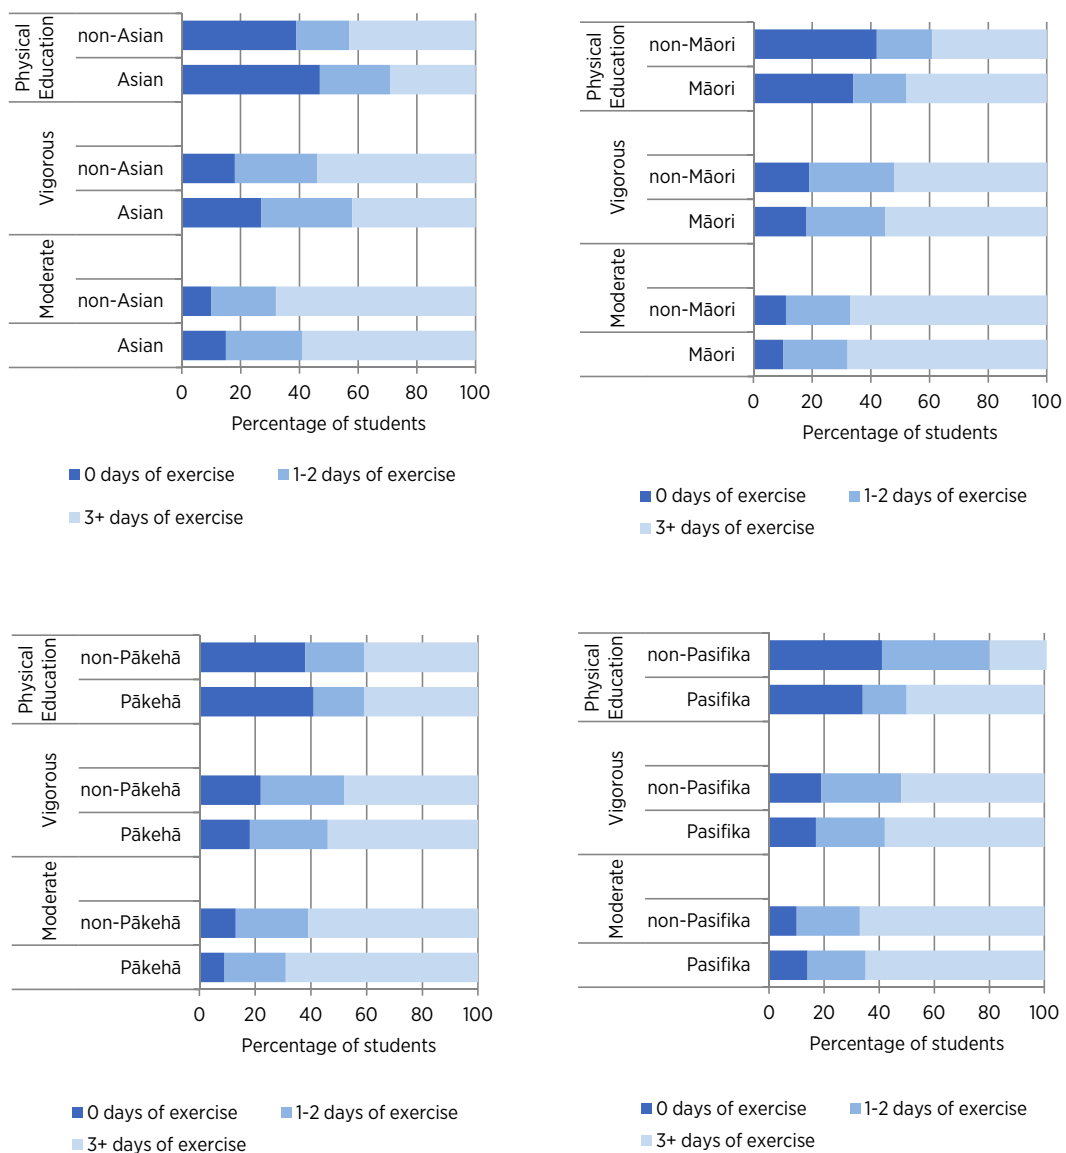 Physical
Education
non-Asian
Asian
Vigorous
non-Asian
Asian
Moderate
non-Asian
Asian
0 20 40 60 80 100
Percentage of students
0 days of exercise 1-2 days of exercise
3+ days of exercise
Physical
Education
non-Māori
Māori
Vigorous
non-Māori
Māori
Moderate
non-Māori
Māori
0 20 40 60 80 100
Percentage of students
0 days of exercise 1-2 days of exercise
3+ days of exercise
Physical
Education
non-Pākehā
Pākehā
Vigorous
non-Pākehā
Pākehā
Moderate
non-Pākehā
Pākehā
0 20 40 60 80 100
Percentage of students
0 days of exercise 1-2 days of exercise
3+ days of exercise
Physical
Education
non-Pasifika
Pasifika
Vigorous
non-Pasifika
Pasifika
Moderate
non-Pasifika
Pasifika
0 20 40 60 80 100
Percentage of students
0 days of exercise 1-2 days of exercise
3+ days of exercise